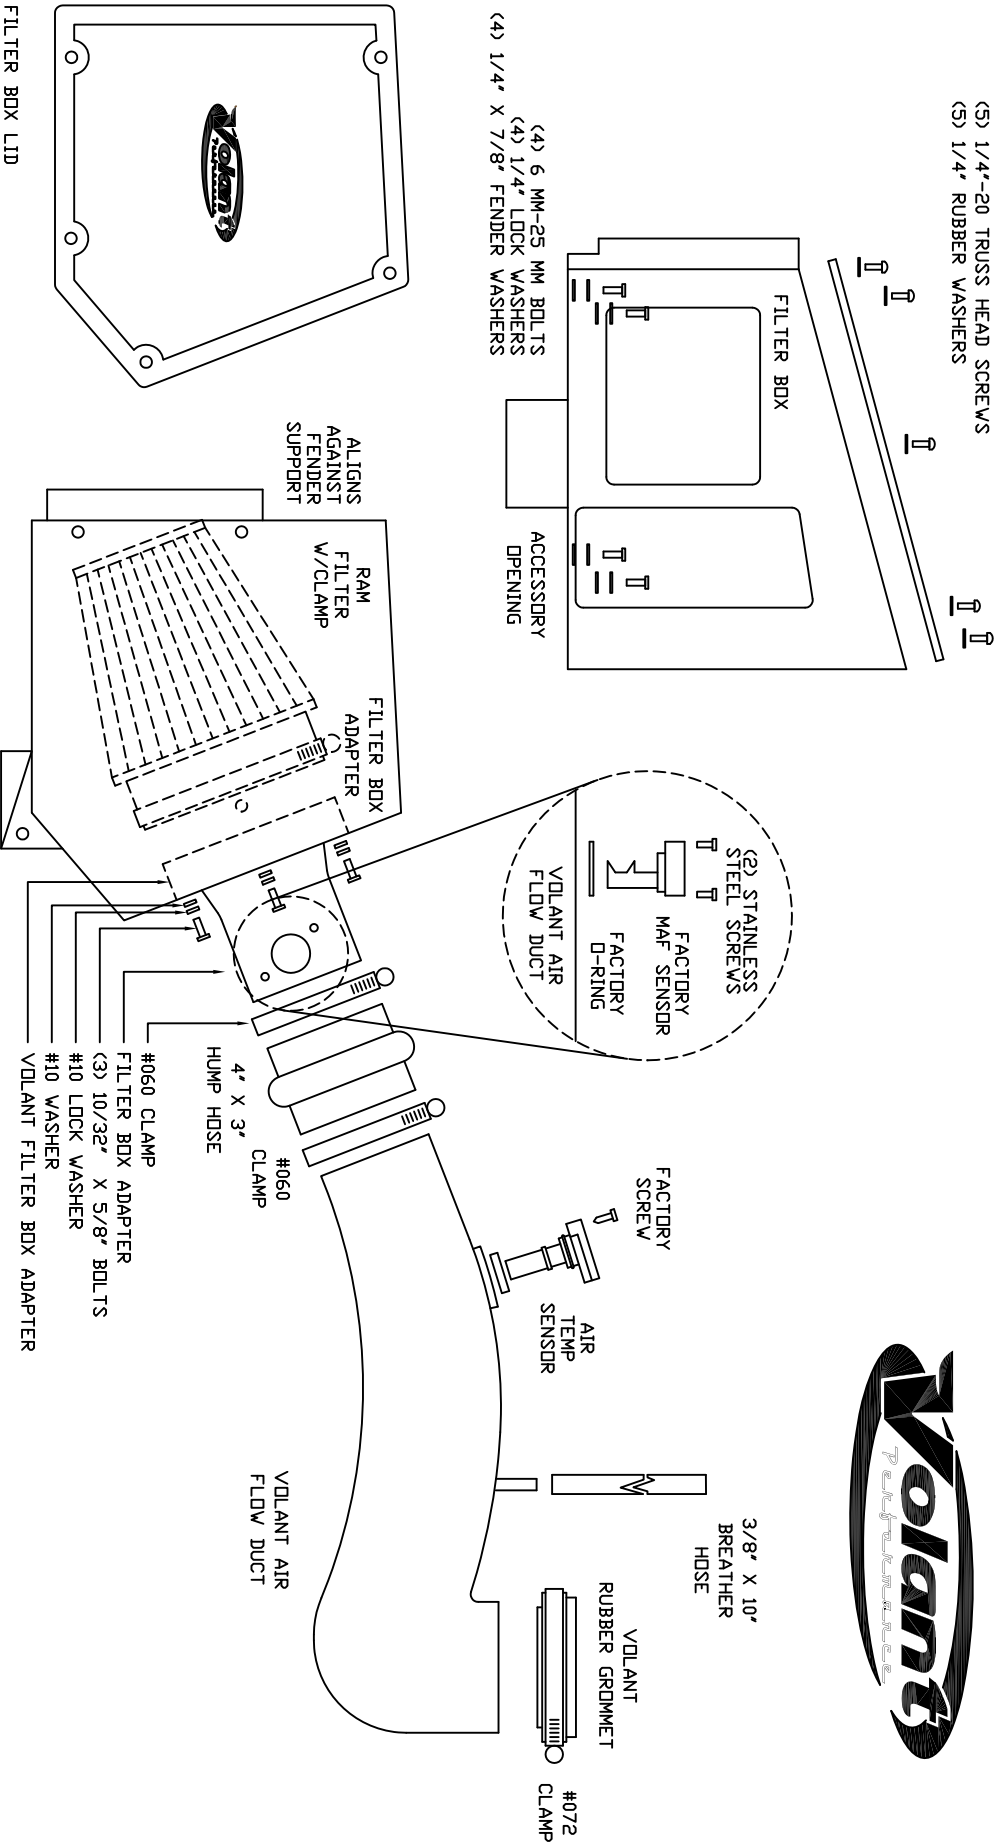 (5) 1/4"-20 TRUSS HEAD SCREWS
(5) 1/4" RUBBER WASHERS
Volant
Performance
FILTER BOX
(4) 6 MM-25 MM BOLTS
(4) 1/4" LOCK WASHERS
(4) 1/4" X 7/8" FENDER WASHERS
ACCESSORY
OPENING
(2) STAINLESS
STEEL SCREWS
FACTORY
MAF SENSOR
FACTORY
O-RING
VOLANT AIR
FLOW DUCT
FACTORY
SCREW
AIR
TEMP
SENSOR
3/8" X 10"
BREATHER
HOSE
VOLANT
RUBBER GROMMET
#072
CLAMP
Volant
Performance
FILTER BOX LID
ALIGNS
AGAINST
FENDER
SUPPORT
RAM
FILTER
W/CLAMP
FILTER BOX
ADAPTER
4" X 3"
HUMP HOSE
#060
CLAMP
VOLANT AIR
FLOW DUCT
#060 CLAMP
FILTER BOX ADAPTER
(3) 10/32" X 5/8" BOLTS
#10 LOCK WASHER
#10 WASHER
VOLANT FILTER BOX ADAPTER